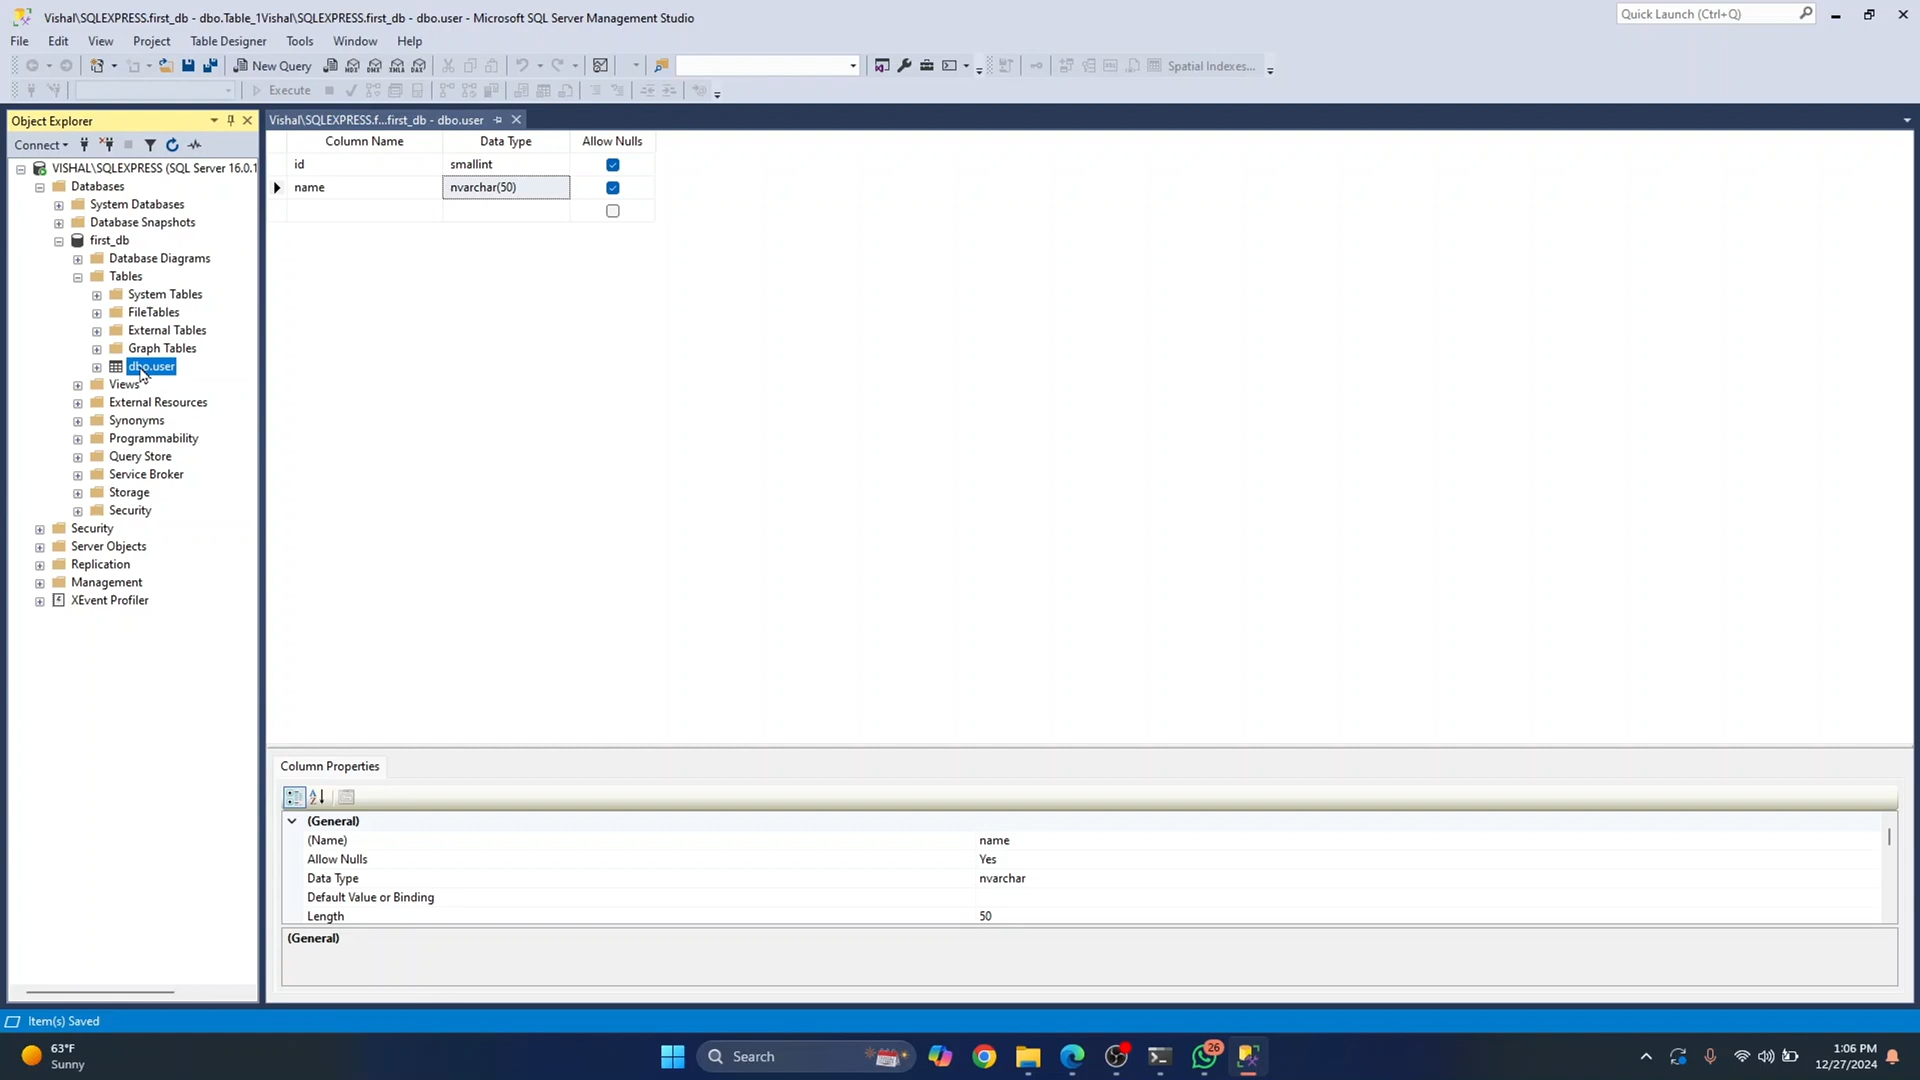 Vishal\SQLEXPRESS.first_db - dbo.Table_1Vishal\SQLEXPRESS.first_db - dbo.user - Microsoft SQL Server Management Studio
Quick Launch (Ctrl+Q)
File Edit View Project Table Designer Tools Window Help
New Query
Spatial Indexes...
Execute
Object Explorer
Vishal\SQLEXPRESS.f...first_db - dbo.user
Connect
Column Name Data Type Allow Nulls
id smallint
name nvarchar(50)
VISHAL\SQLEXPRESS (SQL Server 16.0.1
Databases
System Databases
Database Snapshots
first_db
Database Diagrams
Tables
System Tables
FileTables
External Tables
Graph Tables
dbo.user
Views
External Resources
Synonyms
Programmability
Query Store
Service Broker
Storage
Security
Security
Server Objects
Replication
Management
XEvent Profiler
Column Properties
(General)
(Name) name
Allow Nulls Yes
Data Type nvarchar
Default Value or Binding
Length 50
(General)
Item(s) Saved
63°F
Sunny
Search
26
1:06 PM
12/27/2024